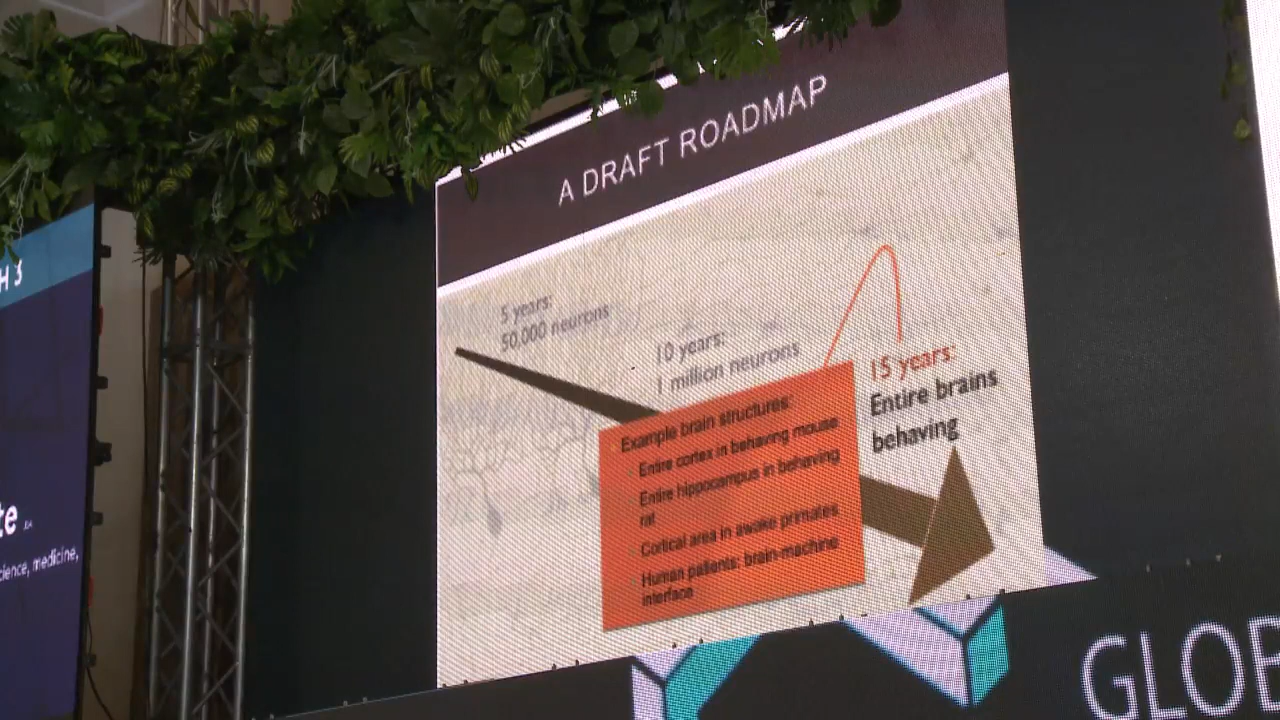 A DRAFT ROADMAP
5 years:
50,000 neurons
10 years:
1 million neurons
15 years:
Entire brains
behaving
Example brain structures:
Entire cortex in behaving mouse
Entire hippocampus in behaving
rat
Cortical area in awake primates
Human patients: brain-machine
interface
H 3
te
cience, medicine,
GLOB